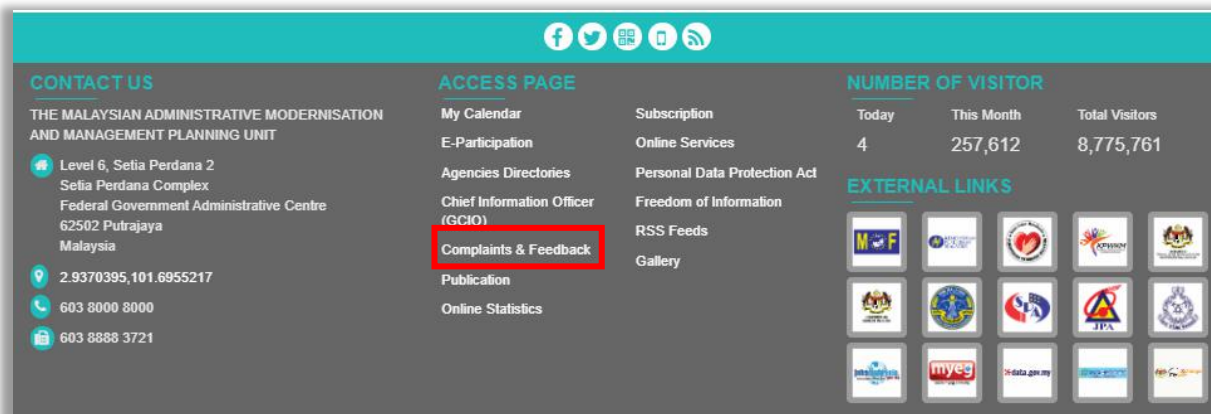 CONTACT US
THE MALAYSIAN ADMINISTRATIVE MODERNISATION
AND MANAGEMENT PLANNING UNIT
Level 6, Setia Perdana 2
Setia Perdana Complex
Federal Government Administrative Centre
62502 Putrajaya
Malaysia
2.9370395,101.6955217
603 8000 8000
603 8888 3721
ACCESS PAGE
My Calendar
E-Participation
Agencies Directories
Chief Information Officer
(GCIO)
Complaints & Feedback
Publication
Online Statistics
Subscription
Online Services
Personal Data Protection Act
Freedom of Information
RSS Feeds
Gallery
NUMBER OF VISITOR
Today This Month Total Visitors
4 257,612 8,775,761
EXTERNAL LINKS
MOF
KPWKM
SPA
JPA
myeg
data.gov.my